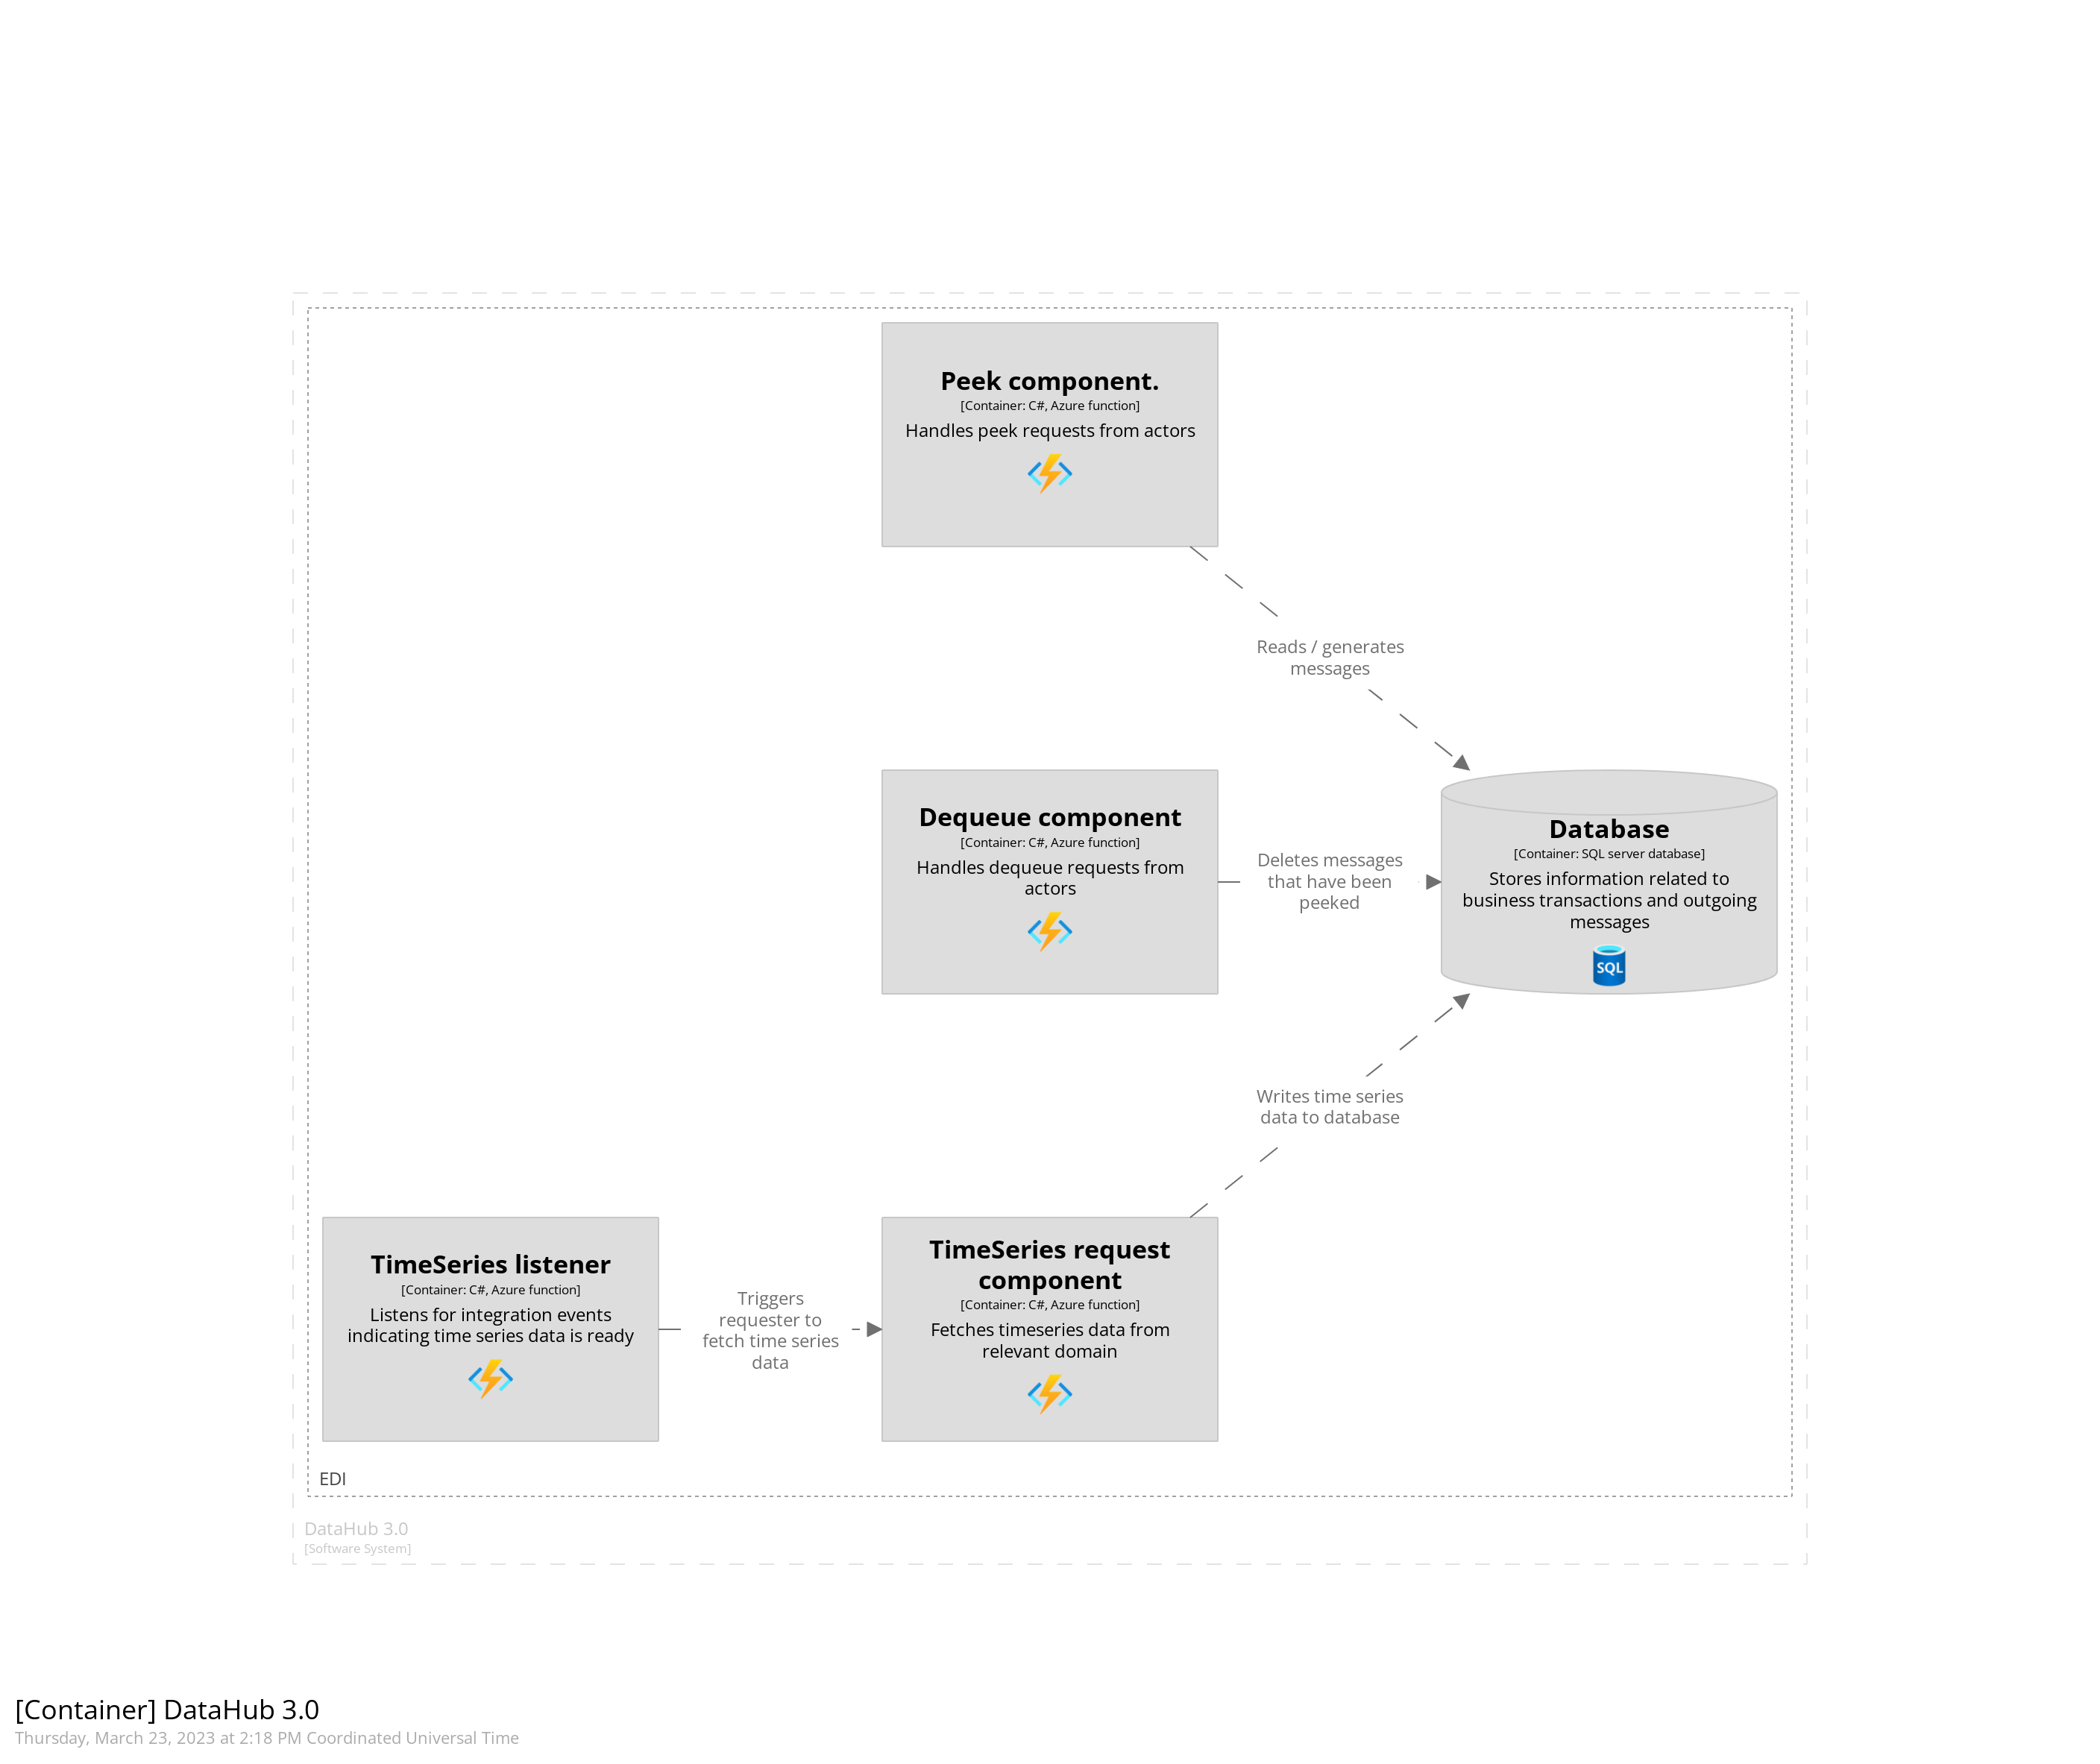 Peek component.
[Container: C#, Azure function]
Handles peek requests from actors
Reads / generates
messages
Dequeue component
[Container: C#, Azure function]
Handles dequeue requests from
actors
Deletes messages
that have been
peeked
Database
[Container: SQL server database]
Stores information related to
business transactions and outgoing
messages
SQL
Writes time series
data to database
TimeSeries listener
[Container: C#, Azure function]
Listens for integration events
indicating time series data is ready
Triggers
requester to
fetch time series
data
TimeSeries request
component
[Container: C#, Azure function]
Fetches timeseries data from
relevant domain
EDI
DataHub 3.0
[Software System]
[Container] DataHub 3.0
Thursday, March 23, 2023 at 2:18 PM Coordinated Universal Time